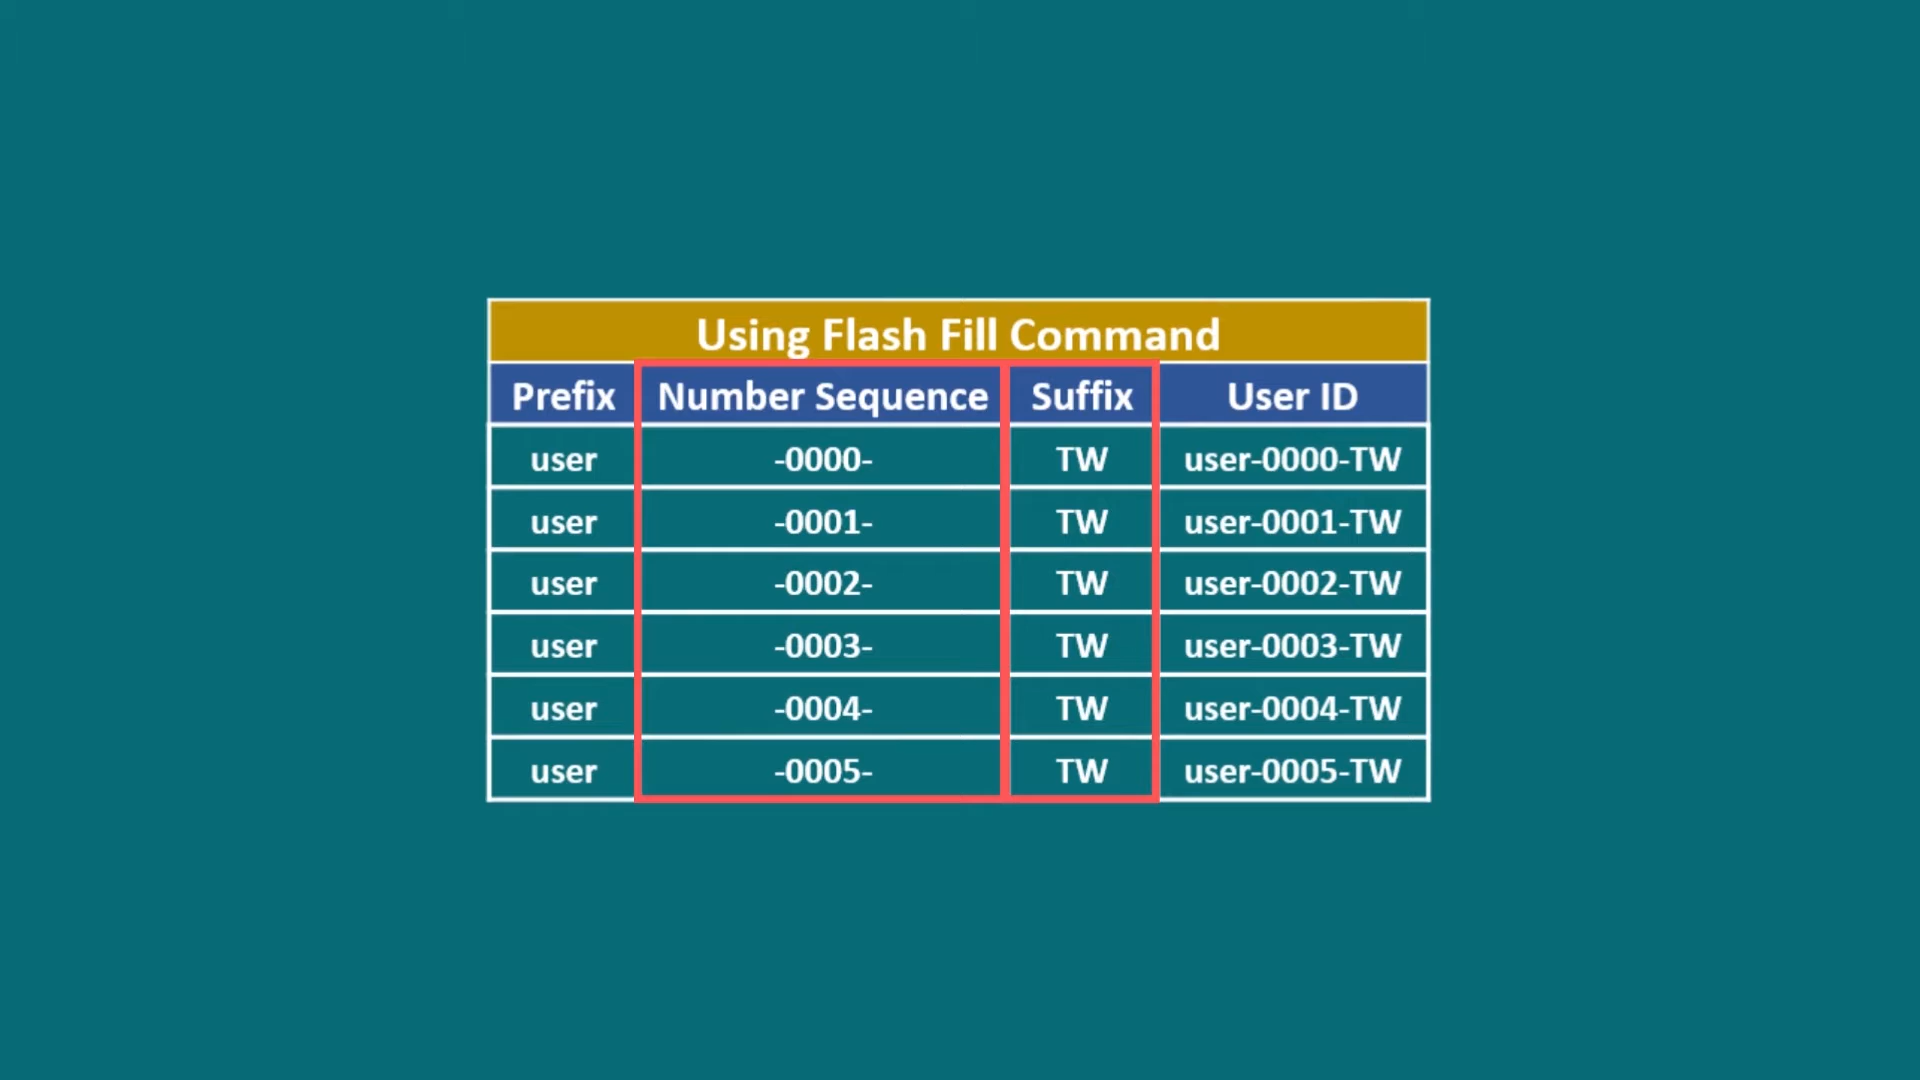 Using Flash Fill Command
Prefix Number Sequence Suffix User ID
user -0000- TW user-0000-TW
user -0001- TW user-0001-TW
user -0002- TW user-0002-TW
user -0003- TW user-0003-TW
user -0004- TW user-0004-TW
user -0005- TW user-0005-TW